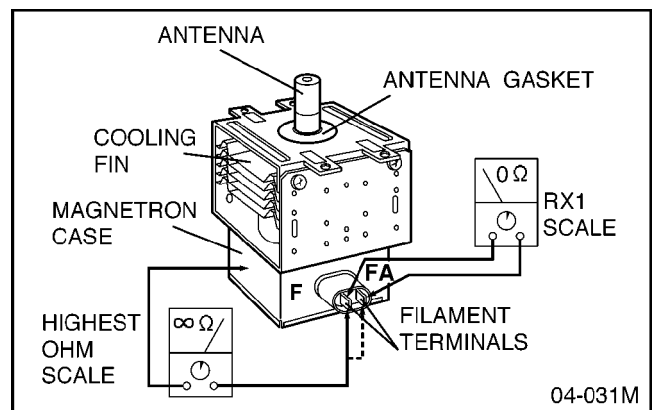 ANTENNA
ANTENNA GASKET
COOLING
FIN
MAGNETRON
CASE
0 Ω
RX1
SCALE
F
FA
HIGHEST
OHM
SCALE
∞ Ω
FILAMENT
TERMINALS
04-031M